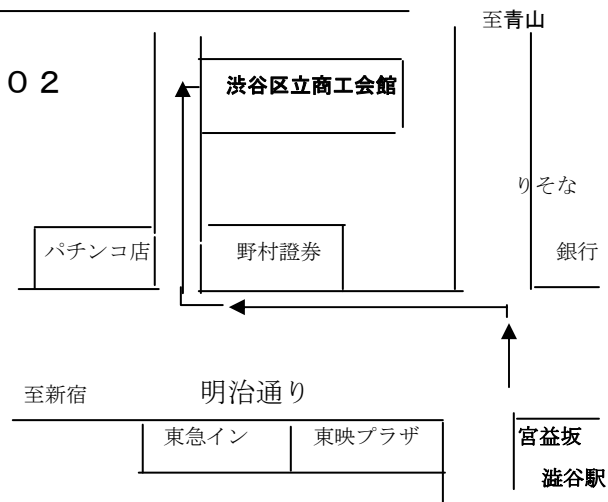 至青山
０２
渋谷区立商工会館
りそな
銀行
パチンコ店
野村證券
至新宿
明治通り
東急イン
東映プラザ
宮益坂
澁谷駅